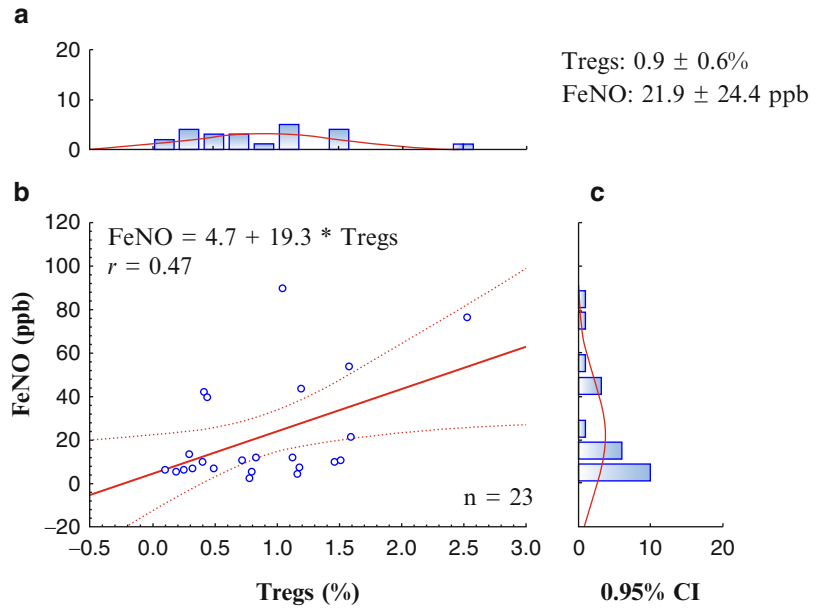 a
20
10
0
Tregs: 0.9 ± 0.6%
FeNO: 21.9 ± 24.4 ppb
b
120
100
80
60
40
20
0
−20
FeNO (ppb)
FeNO = 4.7 + 19.3 * Tregs
r = 0.47
n = 23
−0.5 0.0 0.5 1.0 1.5 2.0 2.5 3.0
Tregs (%)
c
0 10 20
0.95% CI